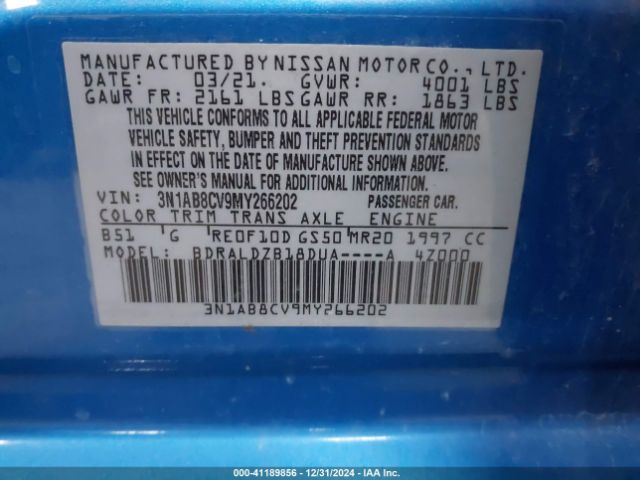 MANUFACTURED BY NISSAN MOTOR CO., LTD.
DATE: 03/21. GVWR: 4001 LBS
GAWR FR: 2161 LBS GAWR RR: 1863 LBS
THIS VEHICLE CONFORMS TO ALL APPLICABLE FEDERAL MOTOR
VEHICLE SAFETY, BUMPER AND THEFT PREVENTION STANDARDS
IN EFFECT ON THE DATE OF MANUFACTURE SHOWN ABOVE.
SEE OWNER'S MANUAL FOR ADDITIONAL INFORMATION.
VIN: 3N1AB8CV9MY266202 PASSENGER CAR.
COLOR TRIM TRANS AXLE ENGINE
B51 G RE0F10D GS50 MR20 1997 CC
MODEL: BDRALDZB18DUA----A 4Z000
3N1AB8CV9MY266202
000-41189856 - 12/31/2024 - IAA Inc.